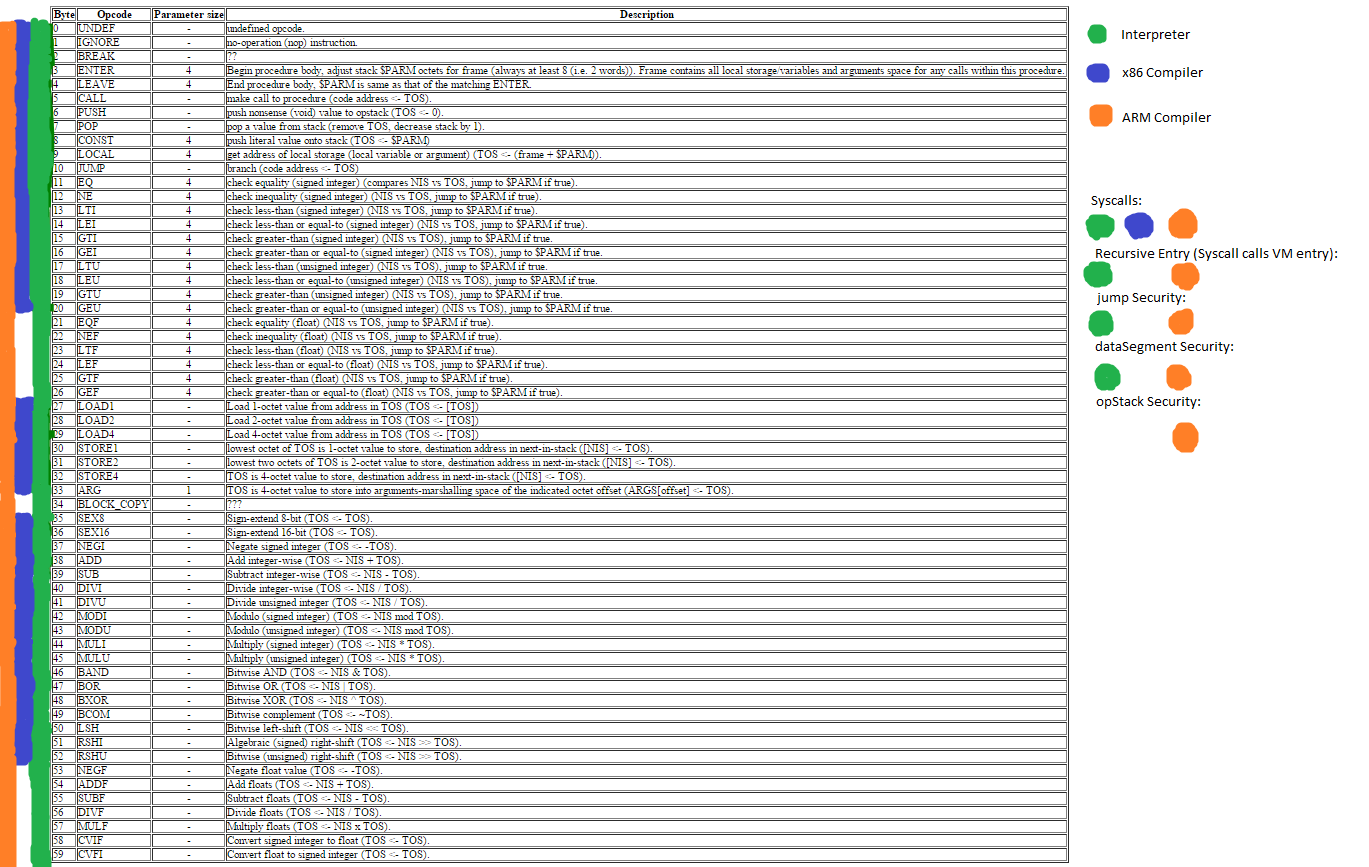 Byte Opcode Parameter size Description
0 UNDEF - undefined opcode.
1 IGNORE - no-operation (nop) instruction.
2 BREAK - ??
3 ENTER 4 Begin procedure body, adjust stack $PARM octets for frame (always at least 8 (i.e. 2 words)). Frame contains all local storage/variables and arguments space for any calls within this procedure.
4 LEAVE 4 End procedure body, $PARM is same as that of the matching ENTER.
5 CALL - make call to procedure (code address <- TOS).
6 PUSH - push nonsense (void) value to opstack (TOS <- 0).
7 POP - pop a value from stack (remove TOS, decrease stack by 1).
8 CONST 4 push literal value onto stack (TOS <- $PARM)
9 LOCAL 4 get address of local storage (local variable or argument) (TOS <- (frame + $PARM)).
10 JUMP - branch (code address <- TOS)
11 EQ 4 check equality (signed integer) (compares NIS vs TOS, jump to $PARM if true).
12 NE 4 check inequality (signed integer) (NIS vs TOS, jump to $PARM if true).
13 LTI 4 check less-than (signed integer) (NIS vs TOS, jump to $PARM if true).
14 LEI 4 check less-than or equal-to (signed integer) (NIS vs TOS, jump to $PARM if true).
15 GTI 4 check greater-than (signed integer) (NIS vs TOS), jump to $PARM if true.
16 GEI 4 check greater-than or equal-to (signed integer) (NIS vs TOS), jump to $PARM if true.
17 LTU 4 check less-than (unsigned integer) (NIS vs TOS), jump to $PARM if true.
18 LEU 4 check less-than or equal-to (unsigned integer) (NIS vs TOS), jump to $PARM if true.
19 GTU 4 check greater-than (unsigned integer) (NIS vs TOS), jump to $PARM if true.
20 GEU 4 check greater-than or equal-to (unsigned integer) (NIS vs TOS), jump to $PARM if true.
21 EQF 4 check equality (float) (NIS vs TOS, jump to $PARM if true).
22 NEF 4 check inequality (float) (NIS vs TOS, jump to $PARM if true).
23 LTF 4 check less-than (float) (NIS vs TOS, jump to $PARM if true).
24 LEF 4 check less-than or equal-to (float) (NIS vs TOS, jump to $PARM if true).
25 GTF 4 check greater-than (float) (NIS vs TOS, jump to $PARM if true).
26 GEF 4 check greater-than or equal-to (float) (NIS vs TOS, jump to $PARM if true).
27 LOAD1 - Load 1-octet value from address in TOS (TOS <- [TOS])
28 LOAD2 - Load 2-octet value from address in TOS (TOS <- [TOS])
29 LOAD4 - Load 4-octet value from address in TOS (TOS <- [TOS])
30 STORE1 - lowest octet of TOS is 1-octet value to store, destination address in next-in-stack ([NIS] <- TOS).
31 STORE2 - lowest two octets of TOS is 2-octet value to store, destination address in next-in-stack ([NIS] <- TOS).
32 STORE4 - TOS is 4-octet value to store, destination address in next-in-stack ([NIS] <- TOS).
33 ARG 1 TOS is 4-octet value to store into arguments-marshalling space of the indicated octet offset (ARGS[offset] <- TOS).
34 BLOCK_COPY - ???
35 SEX8 - Sign-extend 8-bit (TOS <- TOS).
36 SEX16 - Sign-extend 16-bit (TOS <- TOS).
37 NEGI - Negate signed integer (TOS <- -TOS).
38 ADD - Add integer-wise (TOS <- NIS + TOS).
39 SUB - Subtract integer-wise (TOS <- NIS - TOS).
40 DIVI - Divide integer-wise (TOS <- NIS / TOS).
41 DIVU - Divide unsigned integer (TOS <- NIS / TOS).
42 MODI - Modulo (signed integer) (TOS <- NIS mod TOS).
43 MODU - Modulo (unsigned integer) (TOS <- NIS mod TOS).
44 MULI - Multiply (signed integer) (TOS <- NIS * TOS).
45 MULU - Multiply (unsigned integer) (TOS <- NIS * TOS).
46 BAND - Bitwise AND (TOS <- NIS & TOS).
47 BOR - Bitwise OR (TOS <- NIS | TOS).
48 BXOR - Bitwise XOR (TOS <- NIS ^ TOS).
49 BCOM - Bitwise complement (TOS <- ~TOS).
50 LSH - Bitwise left-shift (TOS <- NIS << TOS).
51 RSHI - Algebraic (signed) right-shift (TOS <- NIS >> TOS).
52 RSHU - Bitwise (unsigned) right-shift (TOS <- NIS >> TOS).
53 NEGF - Negate float value (TOS <- -TOS).
54 ADDF - Add floats (TOS <- NIS + TOS).
55 SUBF - Subtract floats (TOS <- NIS - TOS).
56 DIVF - Divide floats (TOS <- NIS / TOS).
57 MULF - Multiply floats (TOS <- NIS x TOS).
58 CVIF - Convert signed integer to float (TOS <- TOS).
59 CVFI - Convert float to signed integer (TOS <- TOS).
Interpreter
x86 Compiler
ARM Compiler
Syscalls:
Recursive Entry (Syscall calls VM entry):
jump Security:
dataSegment Security:
opStack Security: